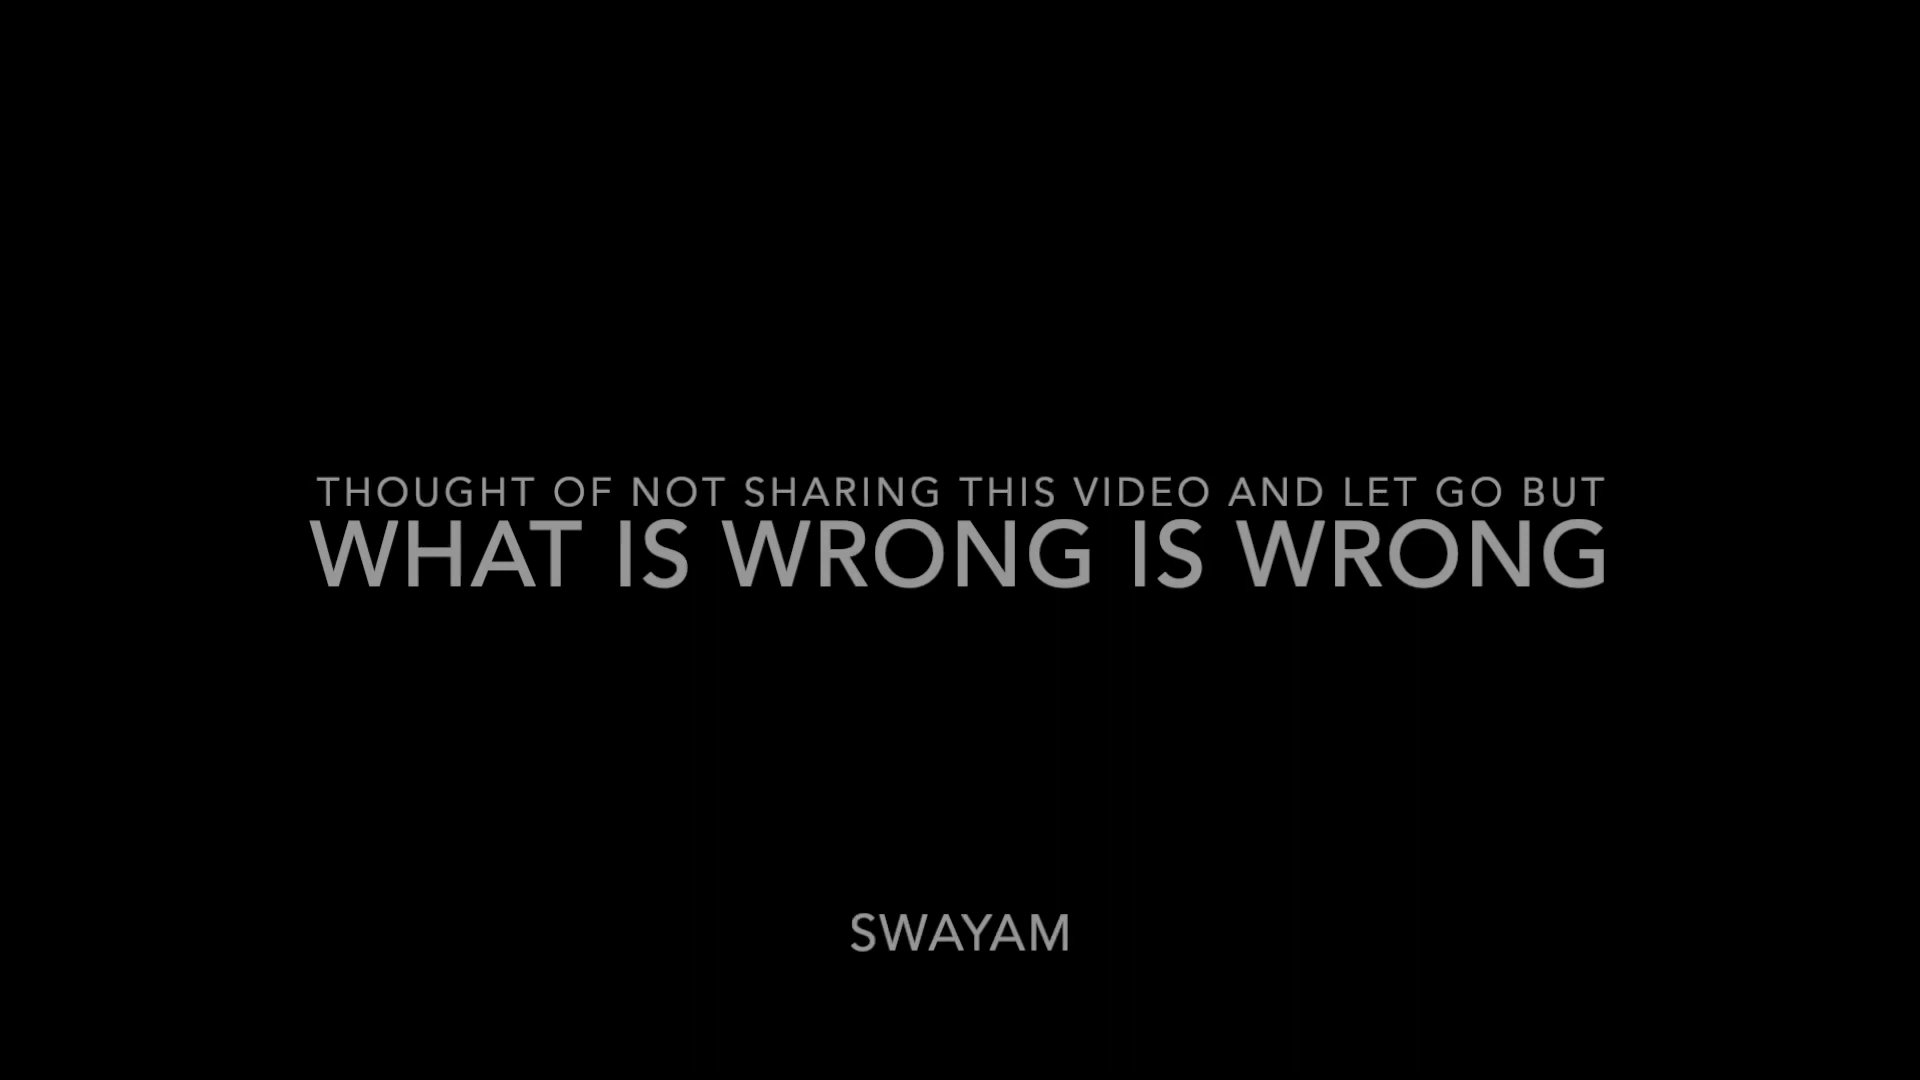 THOUGHT OF NOT SHARING THIS VIDEO AND LET GO BUT
WHAT IS WRONG IS WRONG
SWAYAM